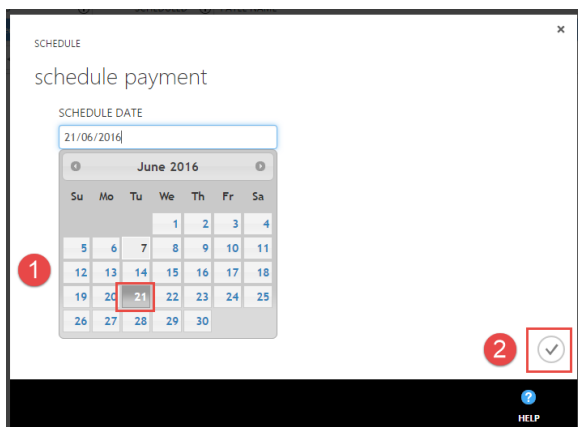 SCHEDULE
schedule payment
SCHEDULE DATE
21/06/2016
June 2016
Su Mo Tu We Th Fr Sa
1 2 3 4
5 6 7 8 9 10 11
1
12 13 14 15 16 17 18
19 20 21 22 23 24 25
26 27 28 29 30
2
?
HELP